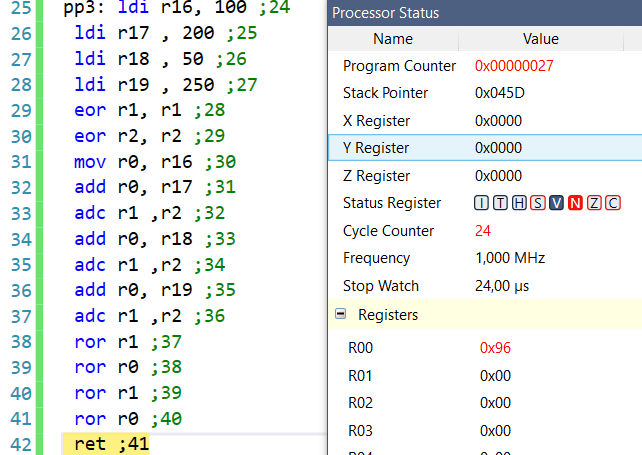 25 pp3: ldi r16, 100 ;24
26 ldi r17 , 200 ;25
27 ldi r18 , 50 ;26
28 ldi r19 , 250 ;27
29 eor r1, r1 ;28
30 eor r2, r2 ;29
31 mov r0, r16 ;30
32 add r0, r17 ;31
33 adc r1 ,r2 ;32
34 add r0, r18 ;33
35 adc r1 ,r2 ;34
36 add r0, r19 ;35
37 adc r1 ,r2 ;36
38 ror r1 ;37
39 ror r0 ;38
40 ror r1 ;39
41 ror r0 ;40
42 ret ;41
Processor Status
Name Value
Program Counter 0x00000027
Stack Pointer 0x045D
X Register 0x0000
Y Register 0x0000
Z Register 0x0000
Status Register I T H S V N Z C
Cycle Counter 24
Frequency 1,000 MHz
Stop Watch 24,00 µs
Registers
R00 0x96
R01 0x00
R02 0x00
R03 0x00